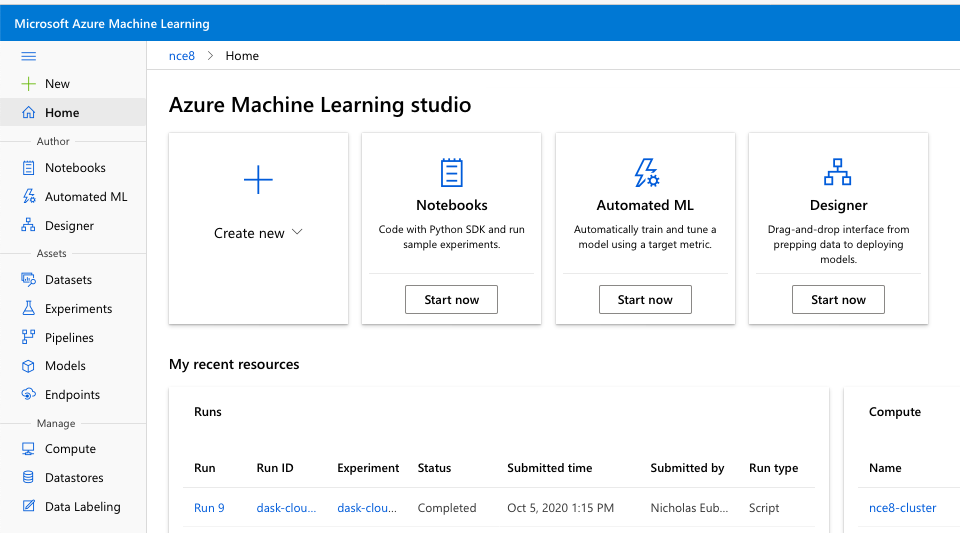 Microsoft Azure Machine Learning
nce8 > Home
New
Home
Author
Notebooks
Automated ML
Designer
Assets
Datasets
Experiments
Pipelines
Models
Endpoints
Manage
Compute
Datastores
Data Labeling
Azure Machine Learning studio
Create new
Notebooks
Code with Python SDK and run
sample experiments.
Start now
Automated ML
Automatically train and tune a
model using a target metric.
Start now
Designer
Drag-and-drop interface from
prepping data to deploying
models.
Start now
My recent resources
Runs
Run Run ID Experiment Status Submitted time Submitted by Run type
Run 9 dask-clou... dask-clou... Completed Oct 5, 2020 1:15 PM Nicholas Eub... Script
Compute
Name
nce8-cluster